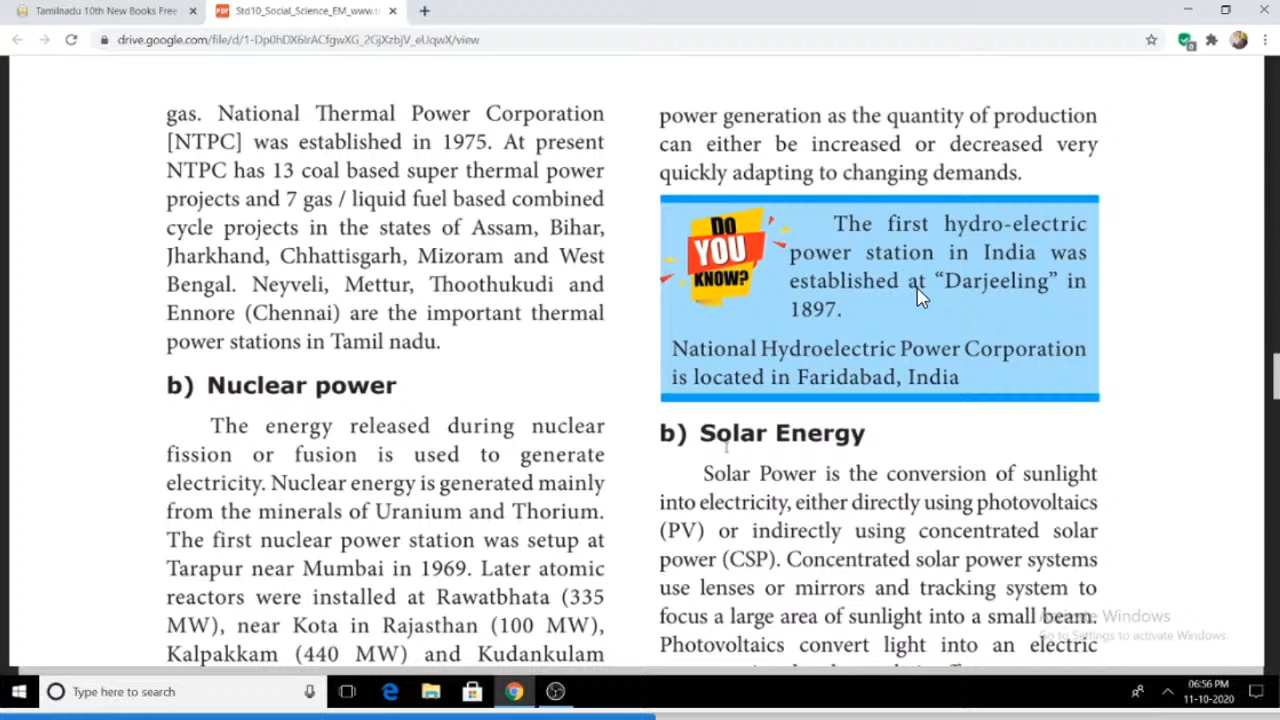 Tamilnadu 10th New Books Free
Std10_Social_Science_EM_www.t
drive.google.com/file/d/1-Dp0hDX6IrACfgwXG_2GjXzbjV_eUqwX/view
gas. National Thermal Power Corporation
[NTPC] was established in 1975. At present
NTPC has 13 coal based super thermal power
projects and 7 gas / liquid fuel based combined
cycle projects in the states of Assam, Bihar,
Jharkhand, Chhattisgarh, Mizoram and West
Bengal. Neyveli, Mettur, Thoothukudi and
Ennore (Chennai) are the important thermal
power stations in Tamil nadu.
b) Nuclear power
The energy released during nuclear
fission or fusion is used to generate
electricity. Nuclear energy is generated mainly
from the minerals of Uranium and Thorium.
The first nuclear power station was setup at
Tarapur near Mumbai in 1969. Later atomic
reactors were installed at Rawatbhata (335
MW), near Kota in Rajasthan (100 MW),
Kalpakkam (440 MW) and Kudankulam
power generation as the quantity of production
can either be increased or decreased very
quickly adapting to changing demands.
DO
YOU
KNOW?
The first hydro-electric
power station in India was
established at “Darjeeling” in
1897.
National Hydroelectric Power Corporation
is located in Faridabad, India
b) Solar Energy
Solar Power is the conversion of sunlight
into electricity, either directly using photovoltaics
(PV) or indirectly using concentrated solar
power (CSP). Concentrated solar power systems
use lenses or mirrors and tracking system to
focus a large area of sunlight into a small beam.
Photovoltaics convert light into an electric
Activate Windows
Go to Settings to activate Windows.
Type here to search
06:56 PM
11-10-2020